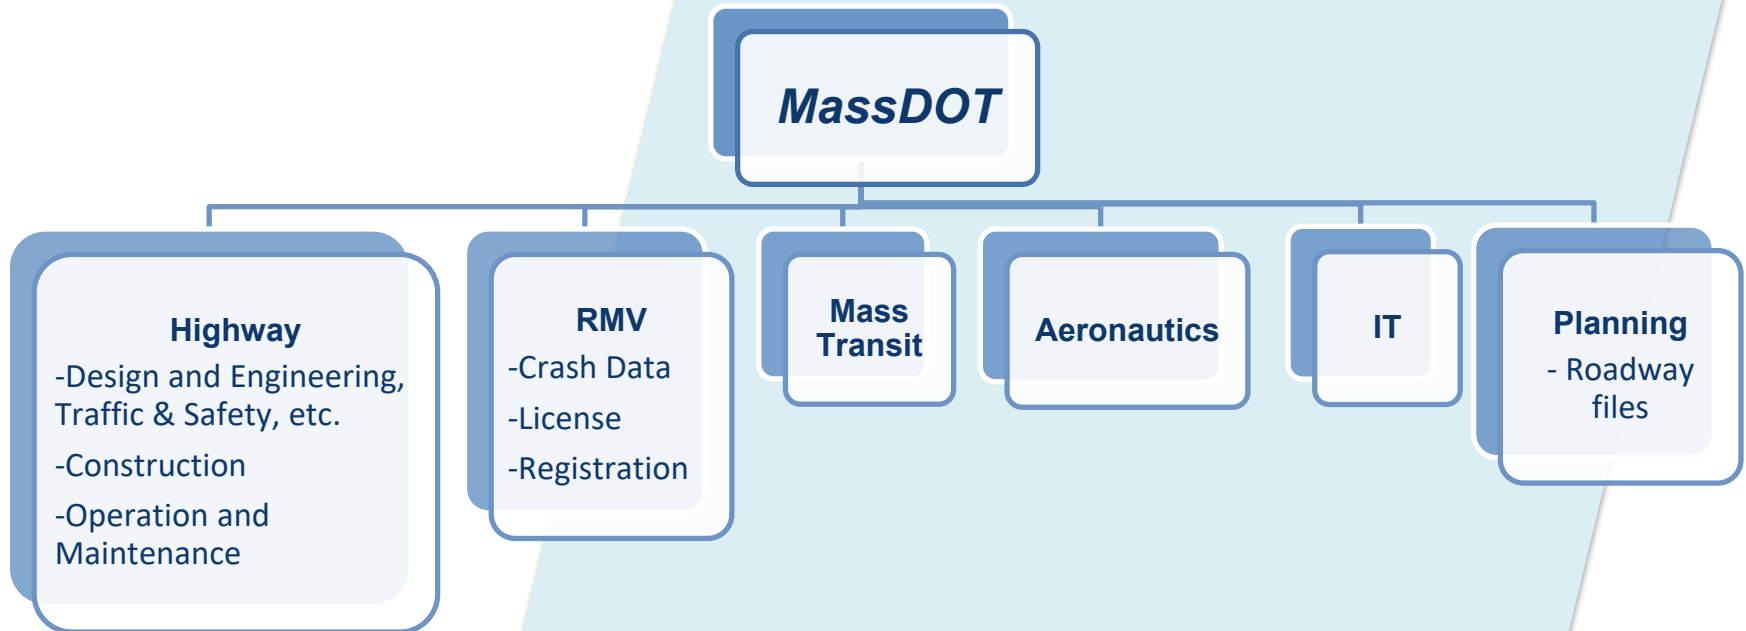 MassDOT
Highway
-Design and Engineering,
Traffic & Safety, etc.
-Construction
-Operation and
Maintenance
RMV
-Crash Data
-License
-Registration
Mass
Transit
Aeronautics
IT
Planning
- Roadway
files